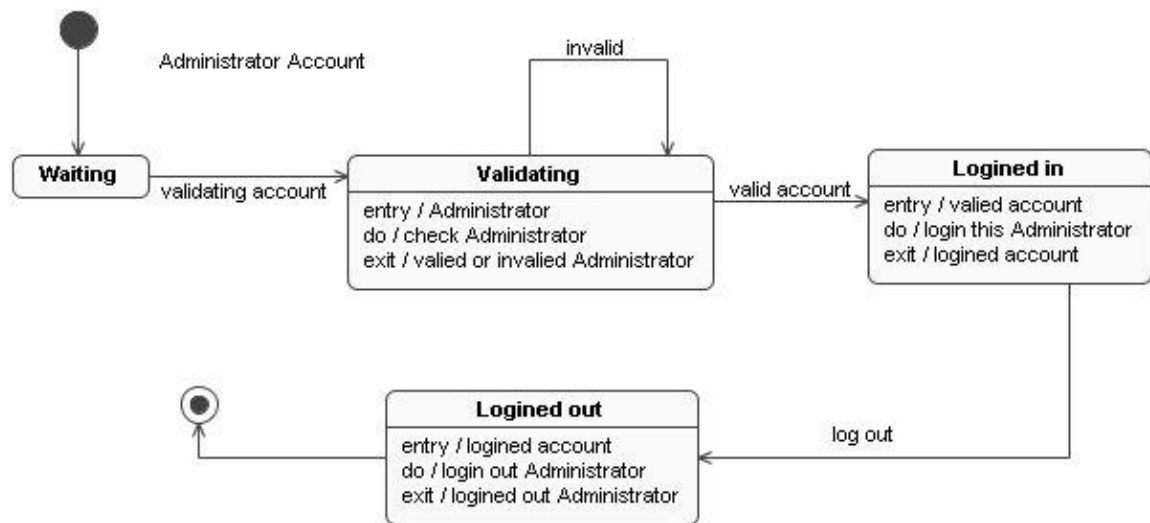 Administrator Account
invalid
Waiting
validating account
Validating
entry / Administrator
do / check Administrator
exit / valied or invalied Administrator
valid account
Logined in
entry / valied account
do / login this Administrator
exit / logined account
log out
Logined out
entry / logined account
do / login out Administrator
exit / logined out Administrator